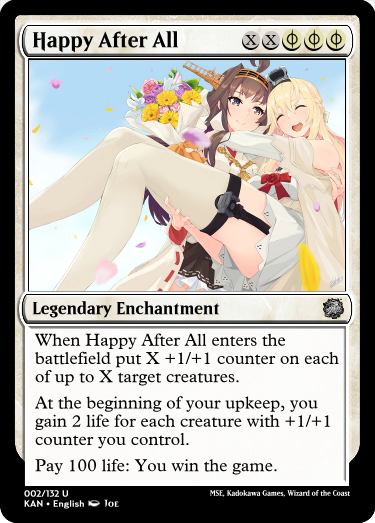 Happy After All X X
Legendary Enchantment
When Happy After All enters the
battlefield put X +1/+1 counter on each
of up to X target creatures.
At the beginning of your upkeep, you
gain 2 life for each creature with +1/+1
counter you control.
Pay 100 life: You win the game.
002/132 U
MSE, Kadokawa Games, Wizard of the Coast
KAN • English Joe